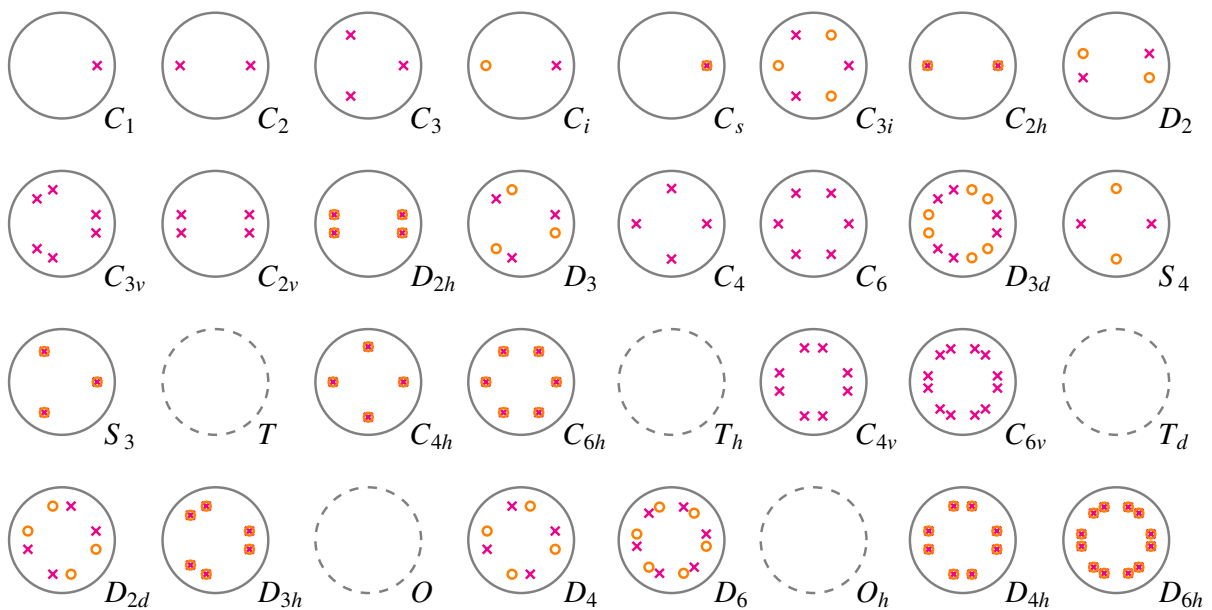 C₁ C₂ C₃ Cᵢ Cₛ C₃ᵢ C₂ₕ D₂
C₃ᵥ C₂ᵥ D₂ₕ D₃ C₄ C₆ D₃d S₄
S₃ T C₄ₕ C₆ₕ Tₕ C₄ᵥ C₆ᵥ Td
D₂d D₃ₕ O D₄ D₆ Oₕ D₄ₕ D₆ₕ